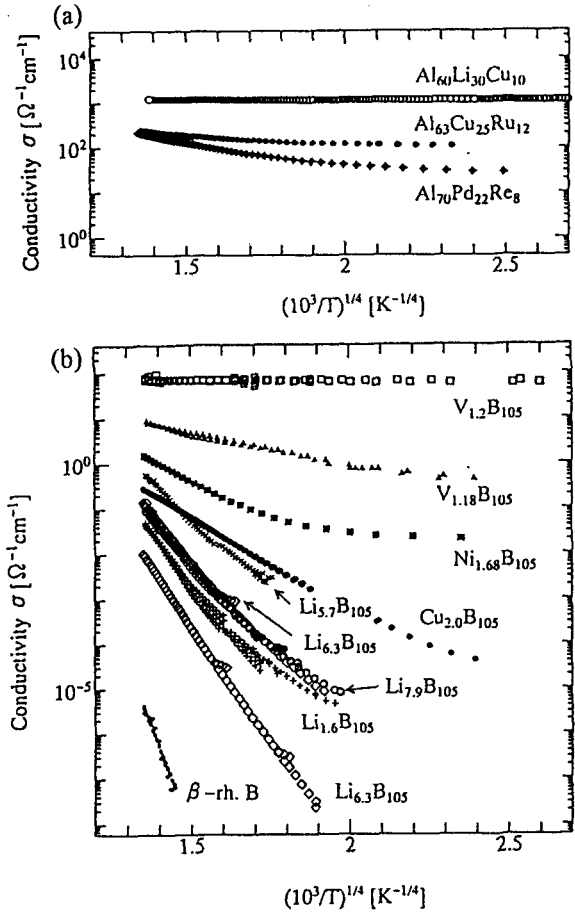 (a)
Conductivity σ [ Ω⁻¹cm⁻¹]
10⁴
10²
10⁰
Al₆₀Li₃₀Cu₁₀
Al₆₃Cu₂₅Ru₁₂
Al₇₀Pd₂₂Re₈
1.5
2
2.5
(10³/T)¹/⁴ [K⁻¹/⁴]
(b)
Conductivity σ [ Ω⁻¹cm⁻¹]
10⁰
10⁻⁵
V₁.₂B₁₀₅
V₁.₁₈B₁₀₅
Ni₁.₆₈B₁₀₅
Li₅.₇B₁₀₅
Cu₂.₀B₁₀₅
Li₆.₃B₁₀₅
Li₇.₉B₁₀₅
Li₁.₆B₁₀₅
β-rh. B
Li₆.₃B₁₀₅
1.5
2
2.5
(10³/T)¹/⁴ [K⁻¹/⁴]